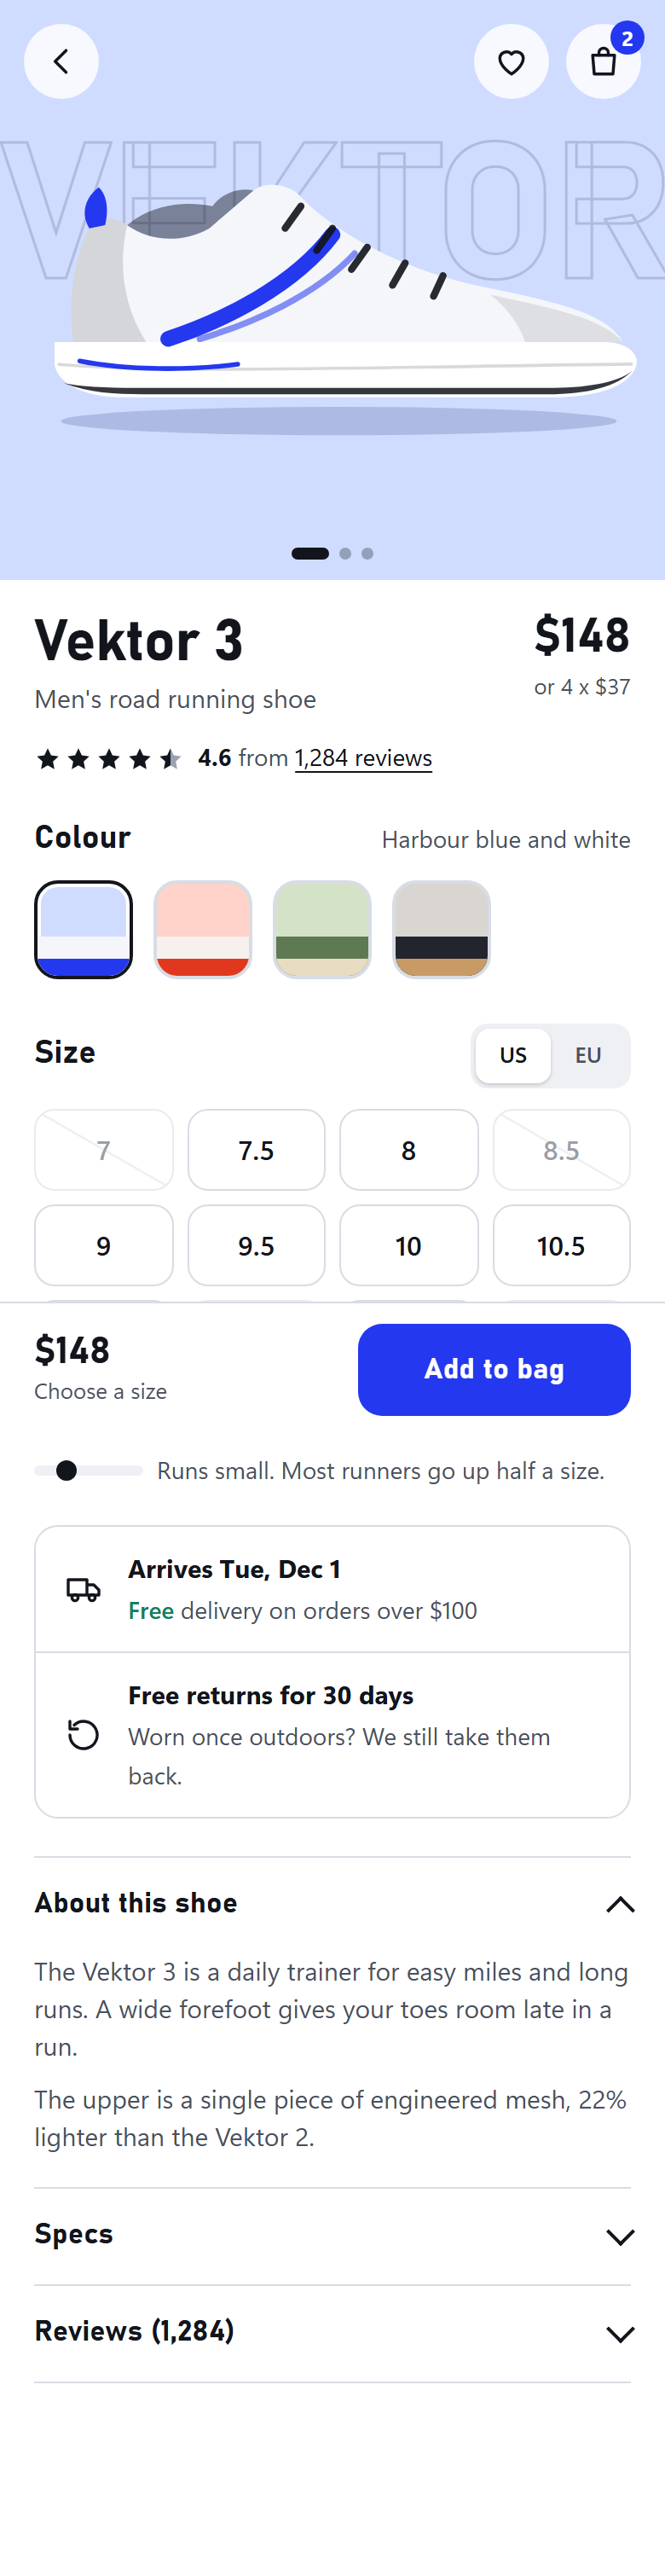 2
VEKTOR
Vektor 3
$148
Men's road running shoe
or 4 x $37
4.6 from 1,284 reviews
Colour
Harbour blue and white
Size
US
EU
7
7.5
8
8.5
9
9.5
10
10.5
$148
Choose a size
Add to bag
Runs small. Most runners go up half a size.
Arrives Tue, Dec 1
Free delivery on orders over $100
Free returns for 30 days
Worn once outdoors? We still take them
back.
About this shoe
The Vektor 3 is a daily trainer for easy miles and long
runs. A wide forefoot gives your toes room late in a
run.
The upper is a single piece of engineered mesh, 22%
lighter than the Vektor 2.
Specs
Reviews (1,284)